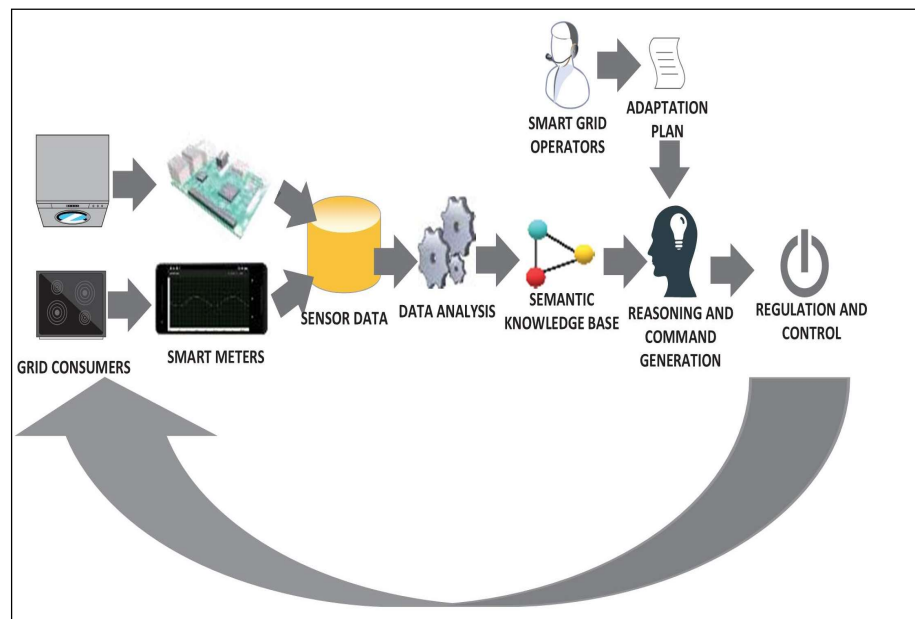 SMART GRID
OPERATORS
ADAPTATION
PLAN
GRID CONSUMERS
SMART METERS
SENSOR DATA
DATA ANALYSIS
SEMANTIC
KNOWLEDGE BASE
REASONING AND
COMMAND
GENERATION
REGULATION AND
CONTROL